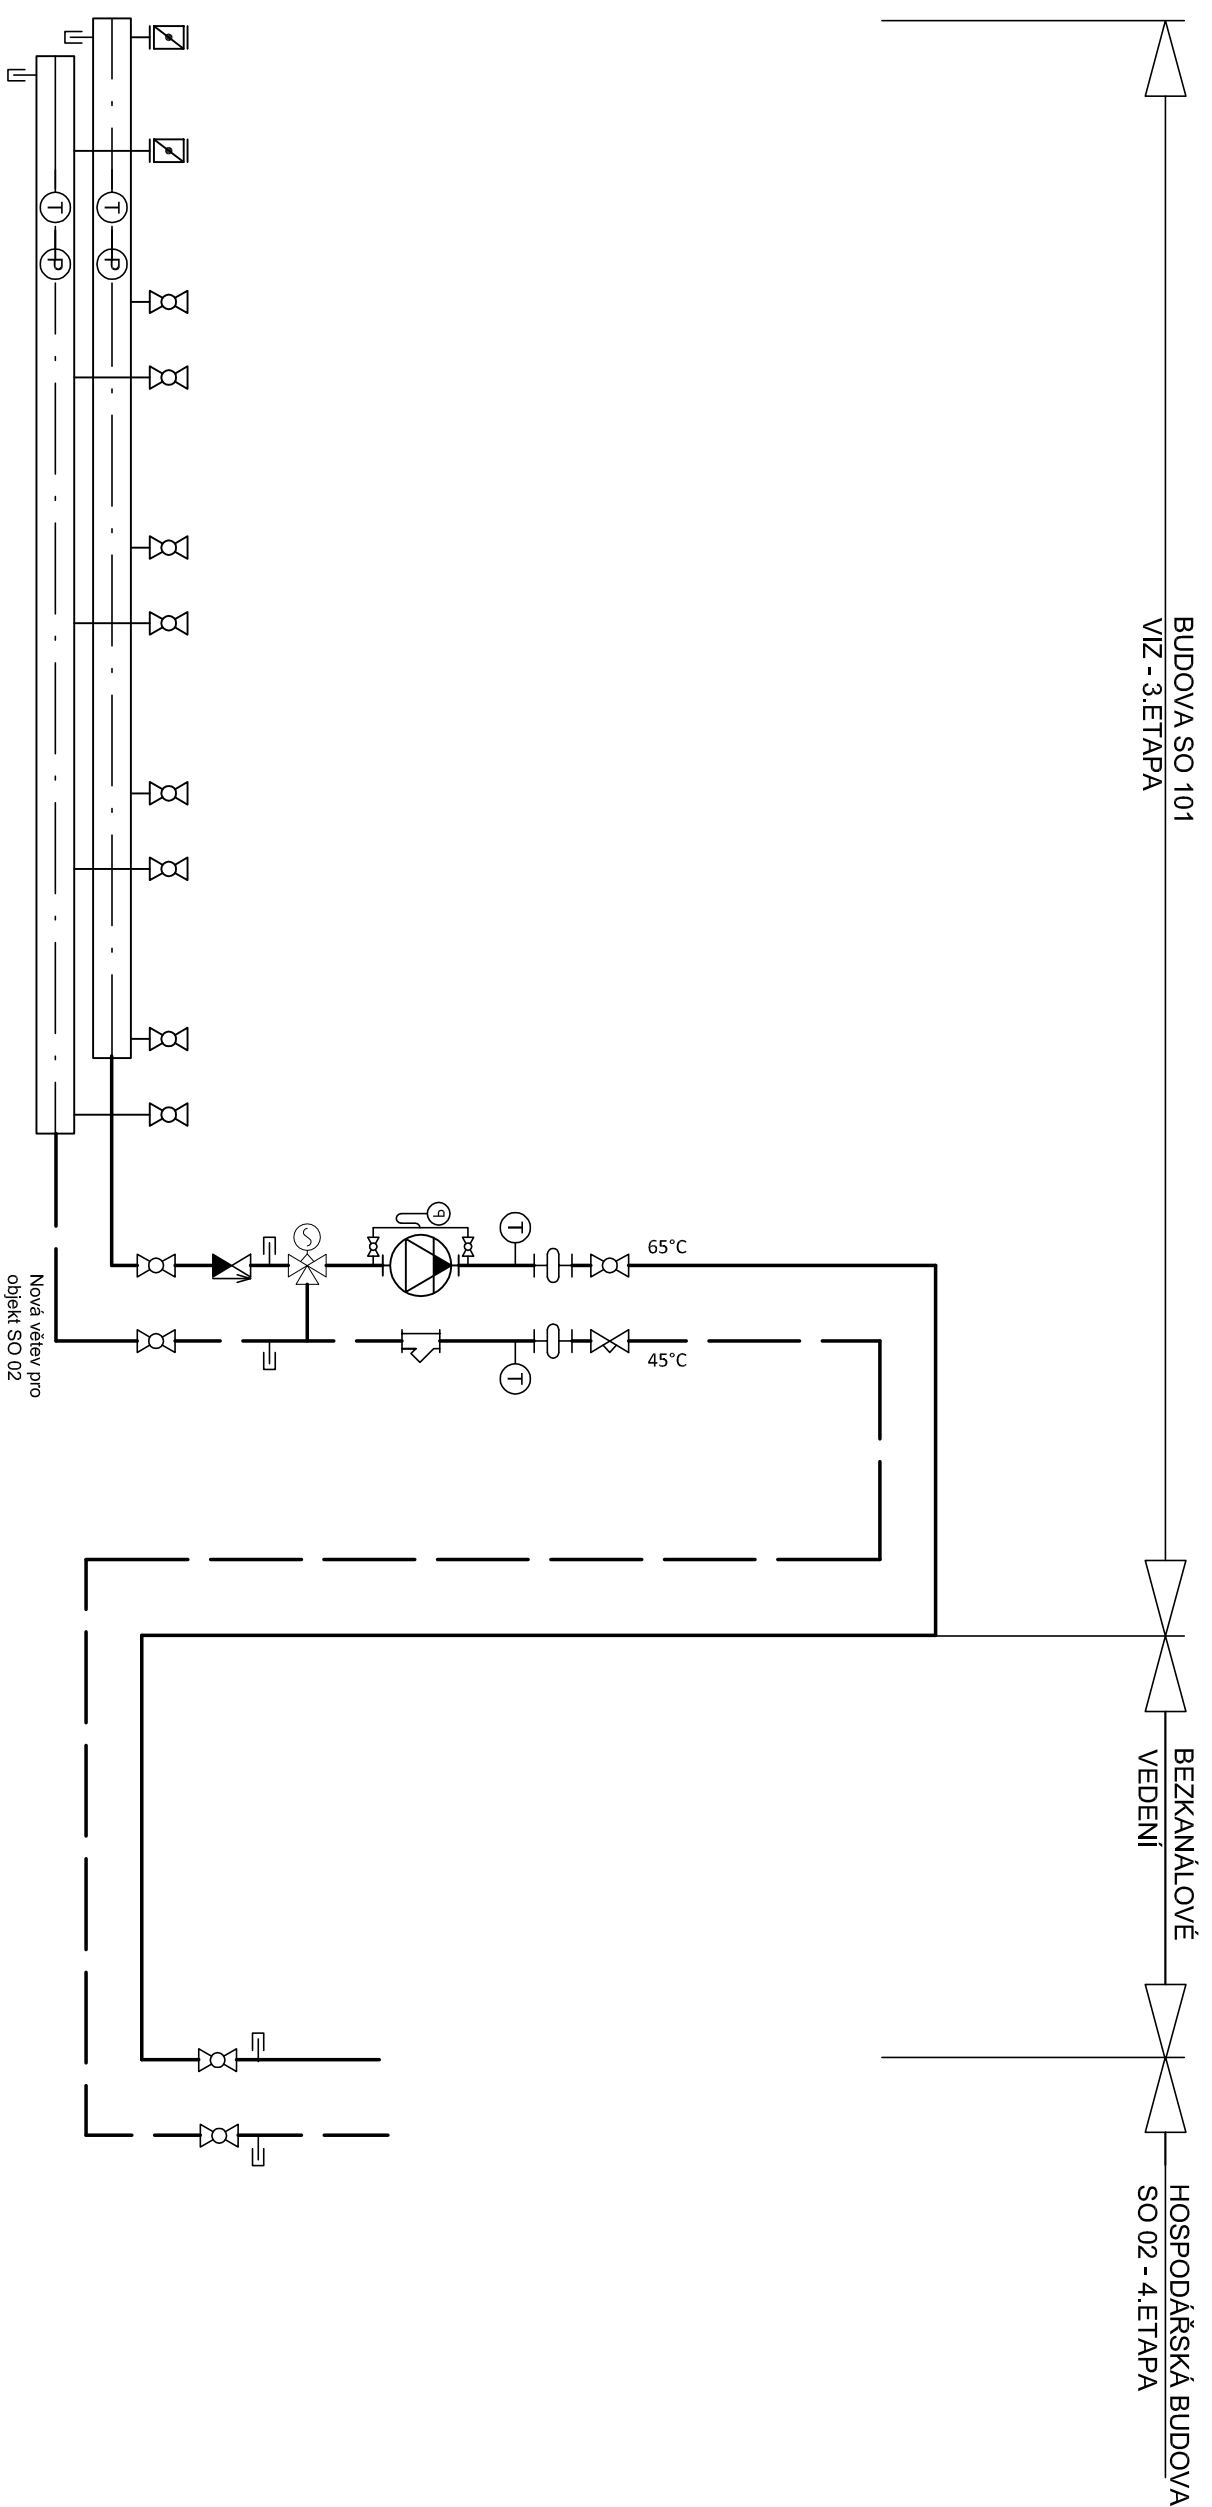 BUDOVA SO 101
VIZ - 3.ETAPA
BEZKANÁLOVÉ
VEDENÍ
HOSPODÁŘSKÁ BUDOVA
SO 02 - 4.ETAPA
T
P
T
P
q
T
65°C
T
45°C
Nová větev pro
objekt SO 02